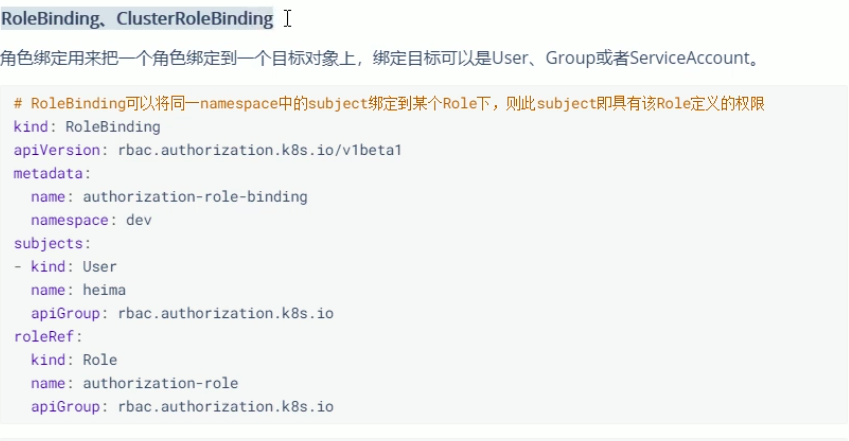 RoleBinding、ClusterRoleBinding
角色绑定用来把一个角色绑定到一个目标对象上，绑定目标可以是User、Group或者ServiceAccount。
# RoleBinding可以将同一namespace中的subject绑定到某个Role下，则此subject即具有该Role定义的权限
kind: RoleBinding
apiVersion: rbac.authorization.k8s.io/v1beta1
metadata:
  name: authorization-role-binding
  namespace: dev
subjects:
- kind: User
  name: heima
  apiGroup: rbac.authorization.k8s.io
roleRef:
  kind: Role
  name: authorization-role
  apiGroup: rbac.authorization.k8s.io